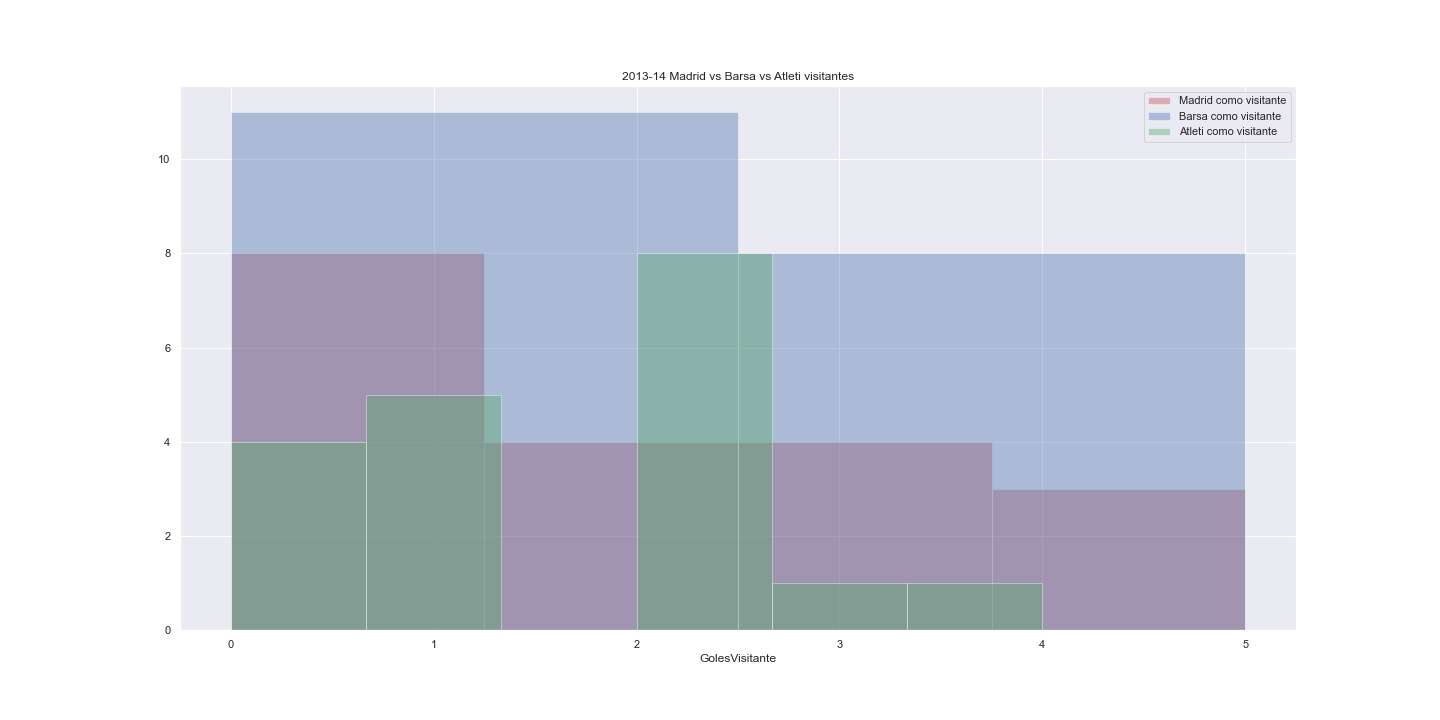 2013-14 Madrid vs Barsa vs Atleti visitantes
Madrid como visitante
Barsa como visitante
Atleti como visitante
10
8
6
4
2
0
0 1 2 3 4 5
GolesVisitante